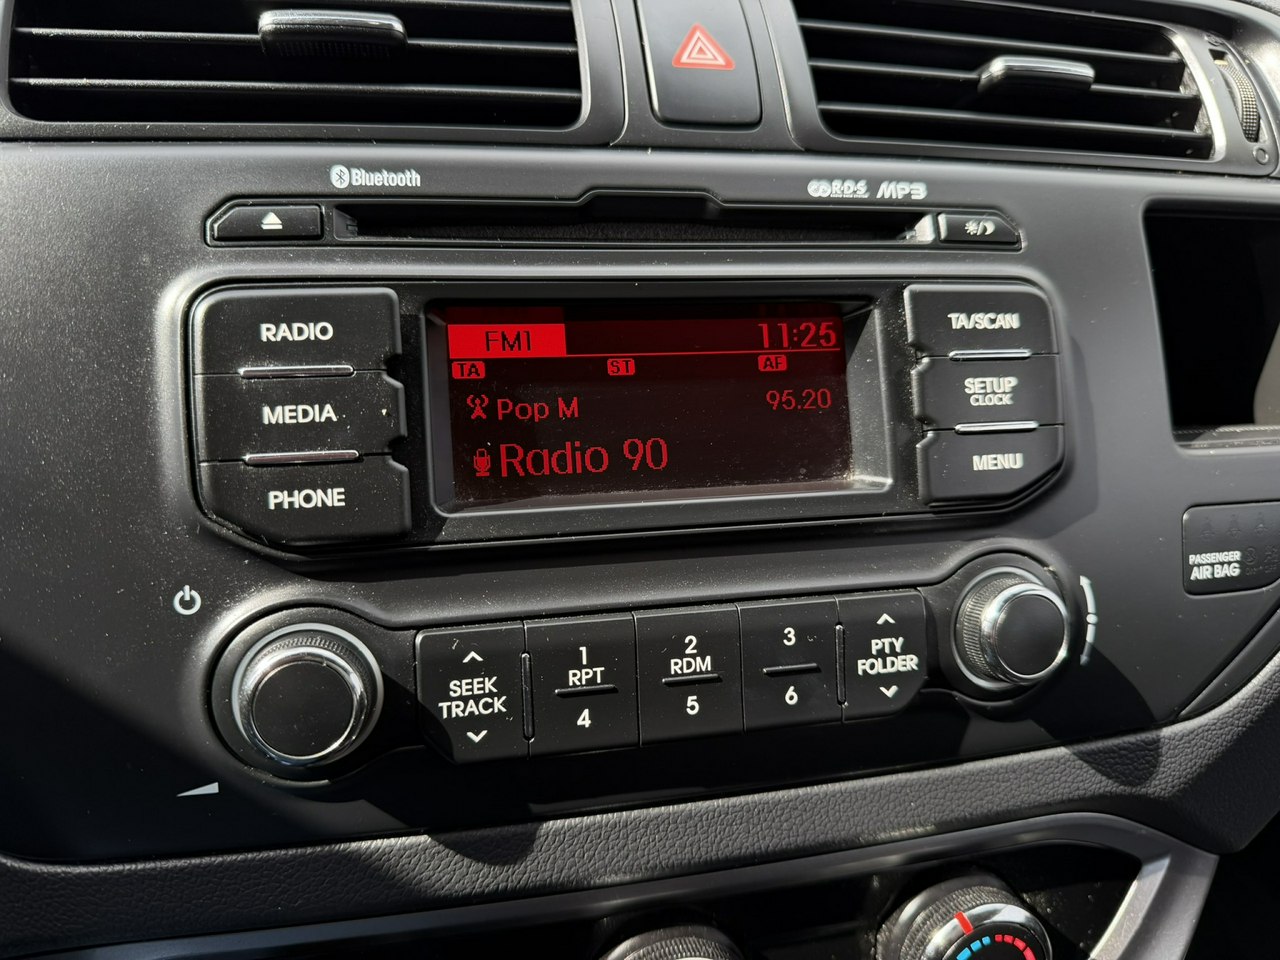 Bluetooth
R·D·S MP3
RADIO
MEDIA
PHONE
FM1 11:25
TA ST AF
Pop M 95.20
Radio 90
TA/SCAN
SETUP
CLOCK
MENU
PASSENGER
AIR BAG
SEEK
TRACK
1
RPT
4
2
RDM
5
3
6
PTY
FOLDER